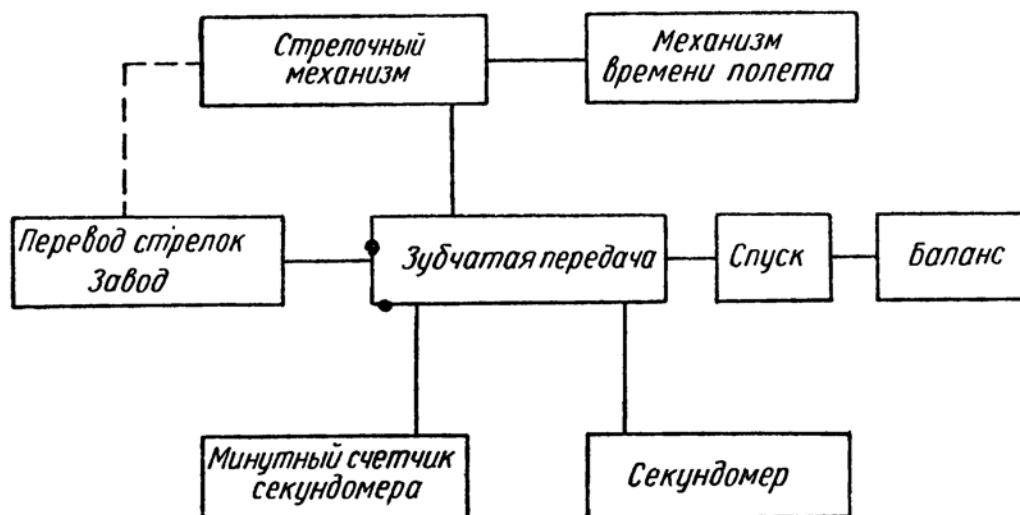 Стрелочный
механизм
Механизм
времени полета
Перевод стрелок
Завод
Зубчатая передача
Спуск
Баланс
Минутный счетчик
секундомера
Секундомер